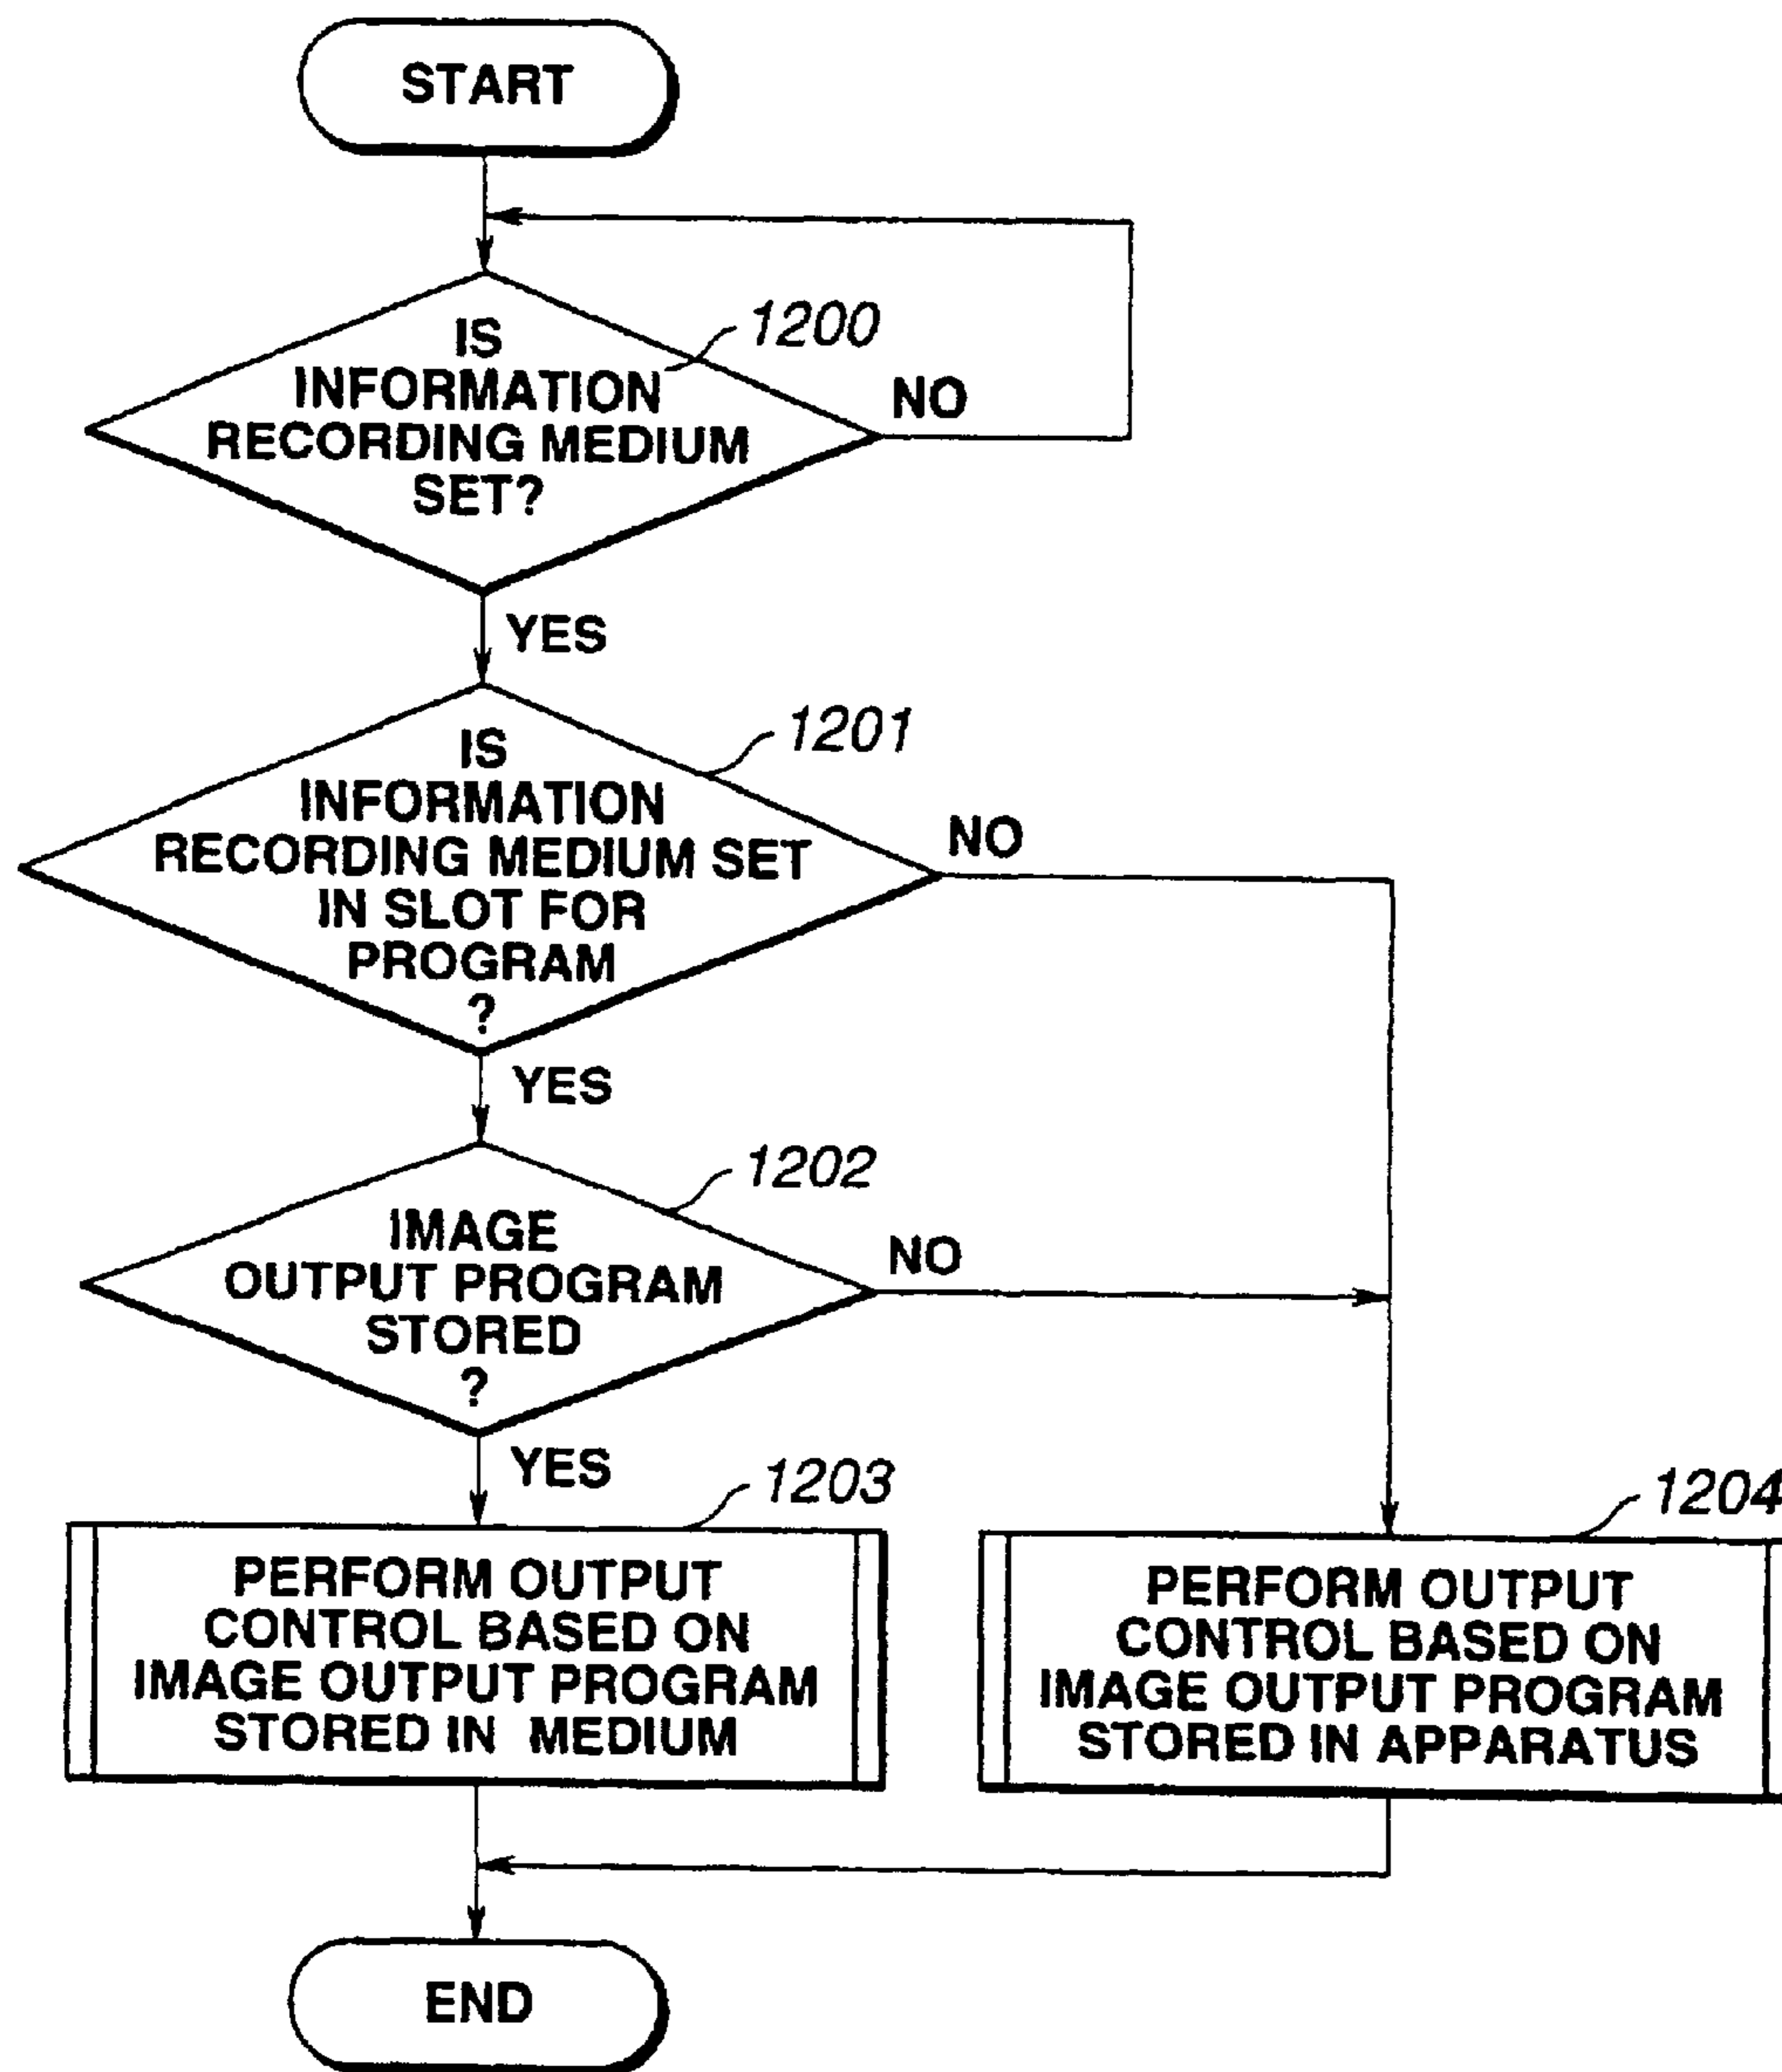 START
1200
IS
INFORMATION
RECORDING MEDIUM
SET?
NO
YES
1201
IS
INFORMATION
RECORDING MEDIUM SET
IN SLOT FOR
PROGRAM
?
NO
YES
1202
IMAGE
OUTPUT PROGRAM
STORED
?
NO
YES
1203
PERFORM OUTPUT
CONTROL BASED ON
IMAGE OUTPUT PROGRAM
STORED IN MEDIUM
1204
PERFORM OUTPUT
CONTROL BASED ON
IMAGE OUTPUT PROGRAM
STORED IN APPARATUS
END